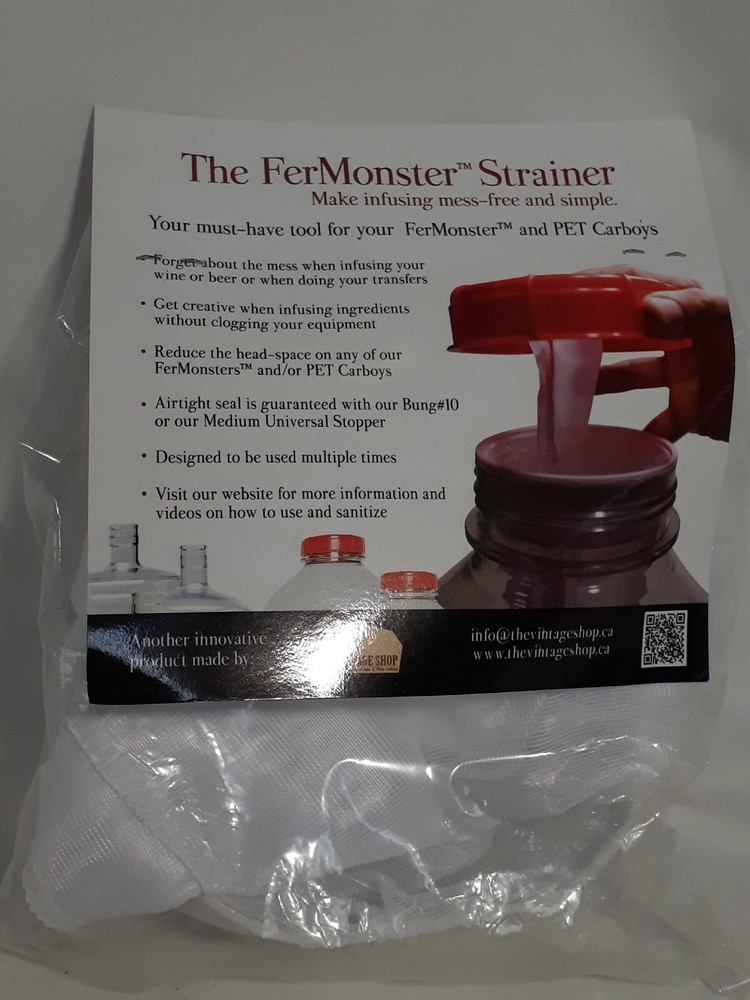 The FerMonster™ Strainer
Make infusing mess-free and simple.
Your must-have tool for your FerMonster™ and PET Carboys
Forget about the mess when infusing your
wine or beer or when doing your transfers
• Get creative when infusing ingredients
without clogging your equipment
• Reduce the head-space on any of our
FerMonsters™ and/or PET Carboys
• Airtight seal is guaranteed with our Bung#10
or our Medium Universal Stopper
• Designed to be used multiple times
• Visit our website for more information and
videos on how to use and sanitize
Another innovative
product made by:
SHOP
info@thevintageshop.ca
www.thevintageshop.ca